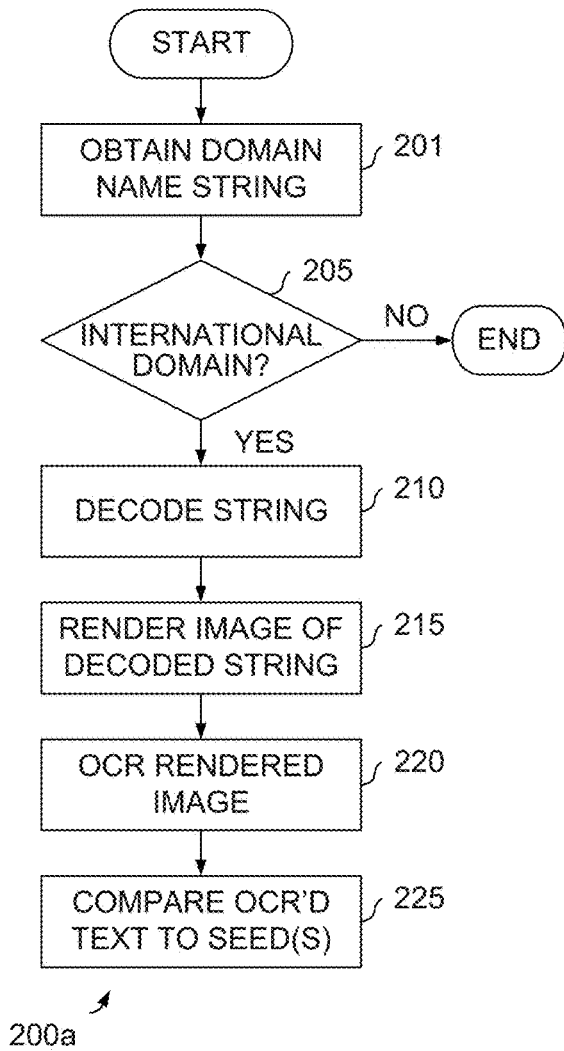 START
OBTAIN DOMAIN
NAME STRING
201
205
INTERNATIONAL
DOMAIN?
NO
END
YES
DECODE STRING
210
RENDER IMAGE OF
DECODED STRING
215
OCR RENDERED
IMAGE
220
COMPARE OCR'D
TEXT TO SEED(S)
225
200a